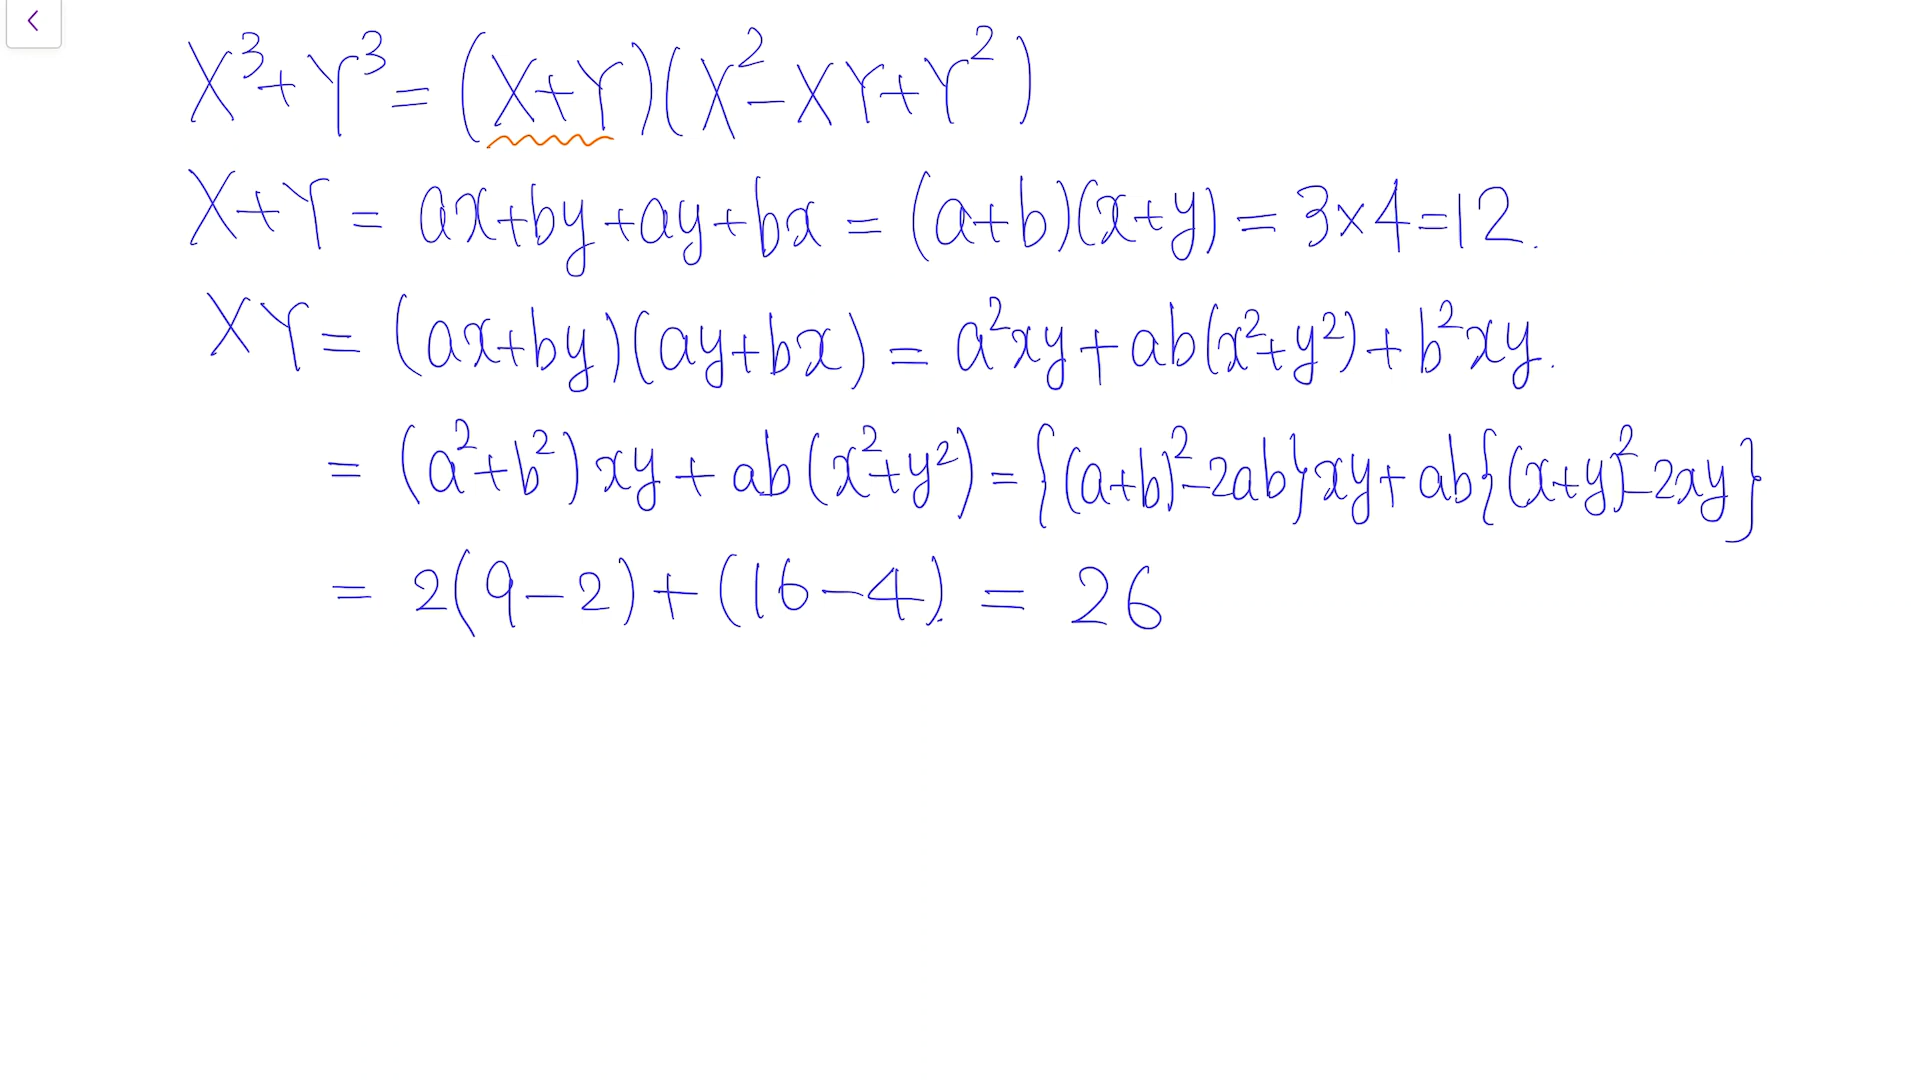 X³+Y³= (X+Y)(X²-XY+Y²)
X+Y = ax+by+ay+bx = (a+b)(x+y) = 3×4=12.
XY= (ax+by)(ay+bx) = a²xy+ab(x²+y²)+b²xy.
= (a²+b²)xy+ab(x²+y²)={(a+b)²-2ab}xy+ab{(x+y)²-2xy}
= 2(9-2)+(16-4) = 26